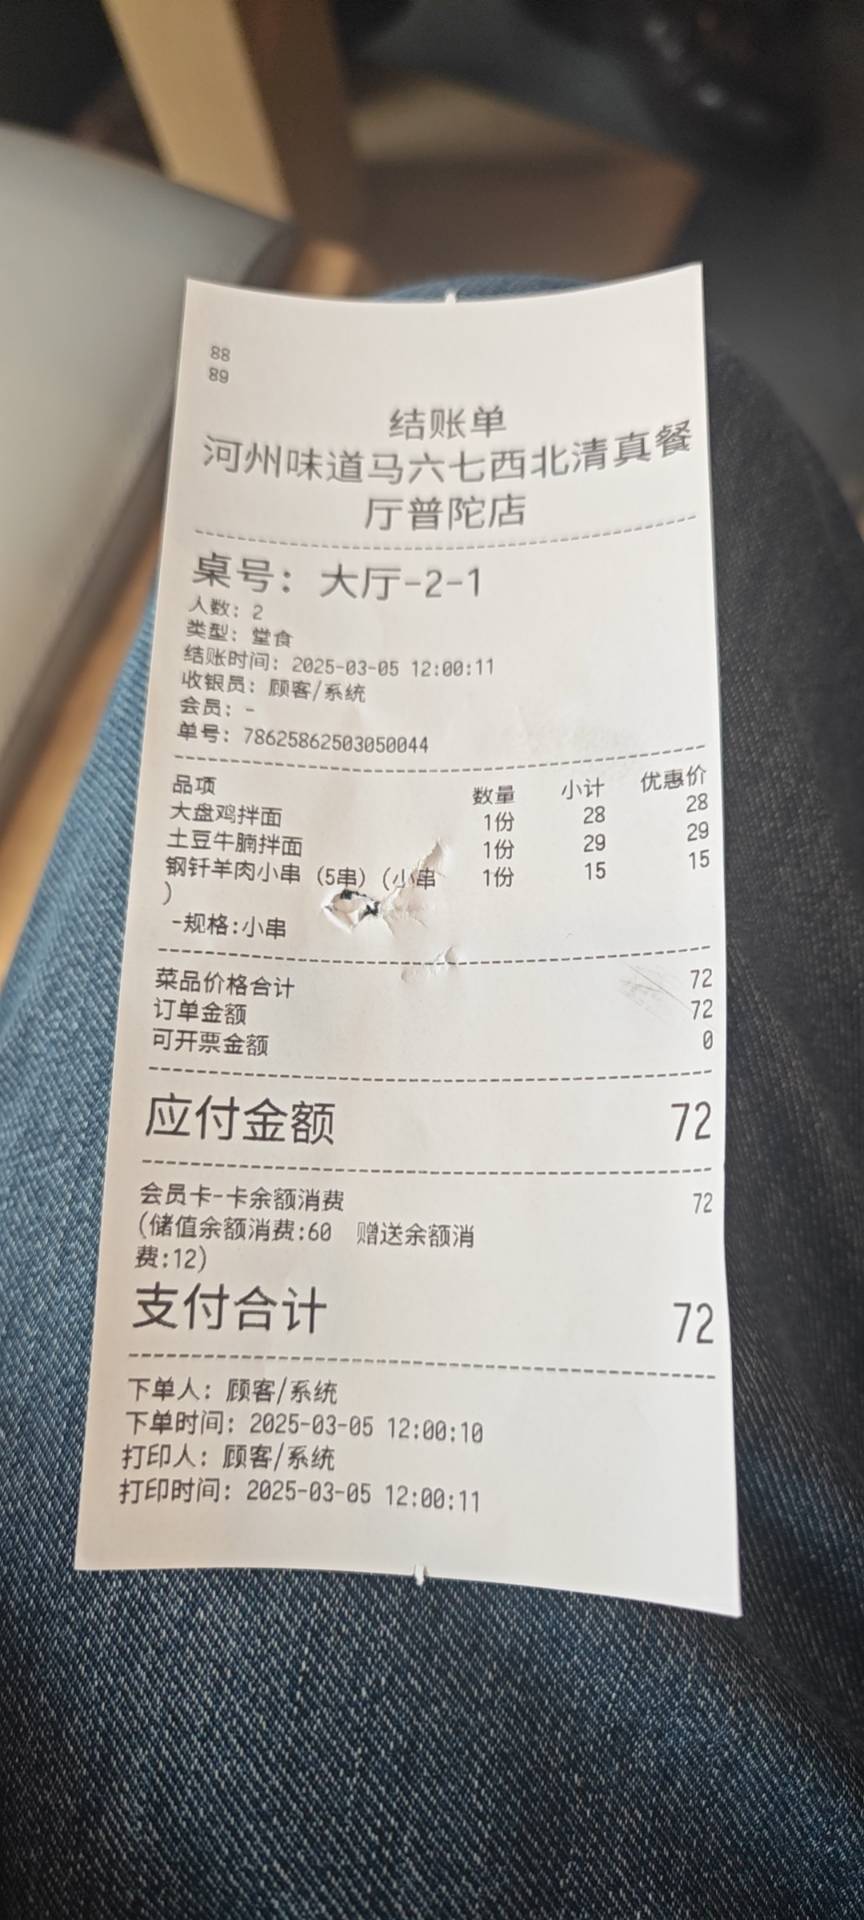 88
89
结账单
河州味道马六七西北清真餐
厅普陀店
桌号：大厅-2-1
人数：2
类型：堂食
结账时间：2025-03-05 12:00:11
收银员：顾客/系统
会员：-
单号：78625862503050044
品项 数量 小计 优惠价
大盘鸡拌面 1份 28 28
土豆牛腩拌面 1份 29 29
钢钎羊肉小串（5串）（小串 1份 15 15
）
-规格:小串
菜品价格合计 72
订单金额 72
可开票金额 0
应付金额 72
会员卡-卡余额消费 72
(储值余额消费:60 赠送余额消
费:12)
支付合计 72
下单人：顾客/系统
下单时间：2025-03-05 12:00:10
打印人：顾客/系统
打印时间：2025-03-05 12:00:11